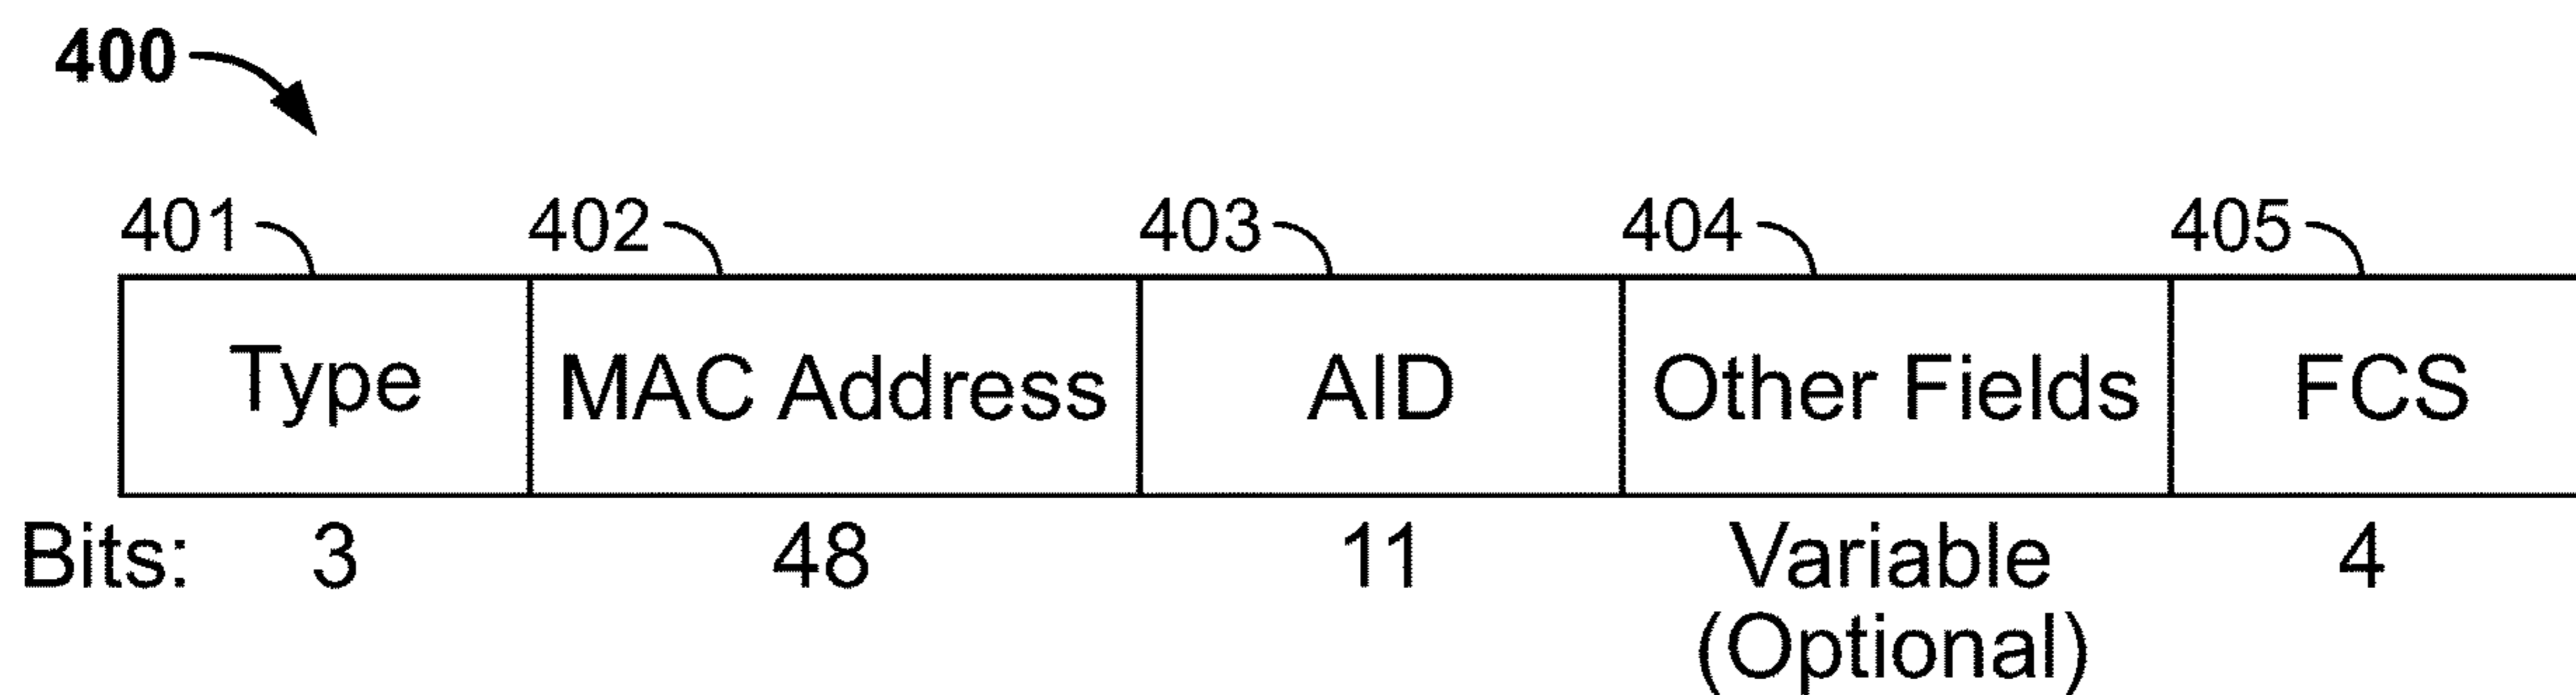 400
401 402 403 404 405
Type MAC Address AID Other Fields FCS
Bits: 3 48 11 Variable 4
(Optional)